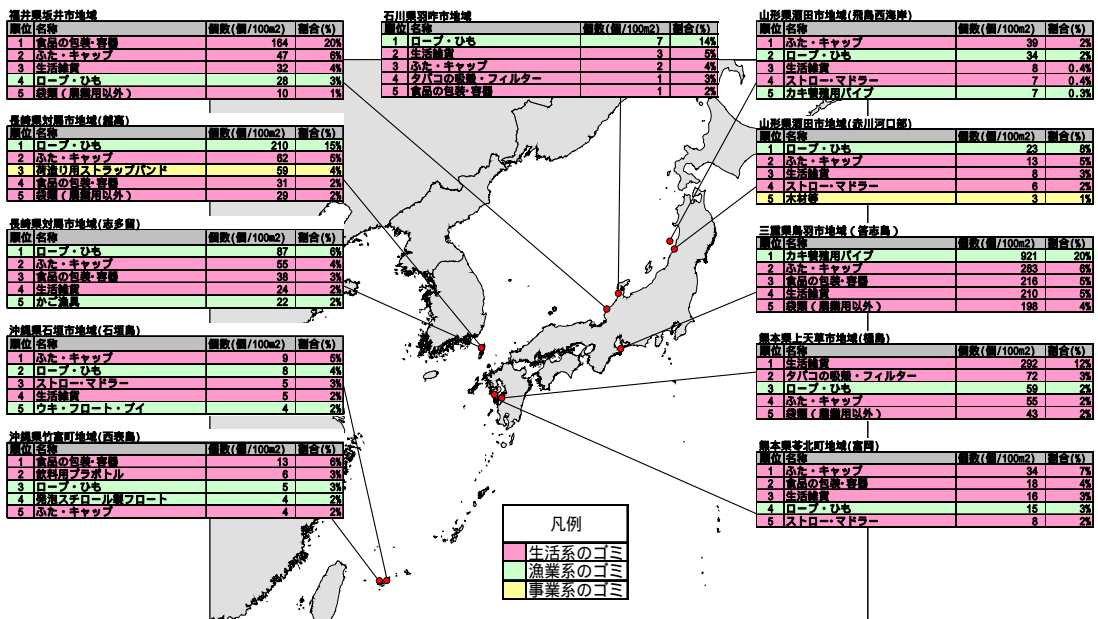 福井県坂井市地域
順位 名称 個数(個/100m2) 割合(%)
1 食品の包装・容器 164 20%
2 ふた・キャップ 47 6%
3 生活雑貨 32 4%
4 ロープ・ひも 28 3%
5 袋類(農業用以外) 10 1%
長崎県対馬市地域(越高)
順位 名称 個数(個/100m2) 割合(%)
1 ロープ・ひも 210 15%
2 ふた・キャップ 62 5%
3 荷造り用ストラップバンド 59 4%
4 食品の包装・容器 31 2%
5 袋類(農業用以外) 29 2%
長崎県対馬市地域(志多留)
順位 名称 個数(個/100m2) 割合(%)
1 ロープ・ひも 87 6%
2 ふた・キャップ 55 4%
3 食品の包装・容器 38 3%
4 生活雑貨 24 2%
5 かご漁具 22 2%
沖縄県石垣市地域(石垣島)
順位 名称 個数(個/100m2) 割合(%)
1 ふた・キャップ 9 5%
2 ロープ・ひも 8 4%
3 ストロー・マドラー 5 3%
4 生活雑貨 5 2%
5 ウキ・フロート・ブイ 4 2%
沖縄県竹富町地域(西表島)
順位 名称 個数(個/100m2) 割合(%)
1 食品の包装・容器 13 6%
2 飲料用プラボトル 6 3%
3 ロープ・ひも 5 3%
4 発泡スチロール製フロート 4 2%
5 ふた・キャップ 4 2%
石川県羽咋市地域
順位 名称 個数(個/100m2) 割合(%)
1 ロープ・ひも 7 14%
2 生活雑貨 3 5%
3 ふた・キャップ 2 4%
4 タバコの吸殻・フィルター 1 3%
5 食品の包装・容器 1 2%
山形県酒田市地域(飛島西海岸)
順位 名称 個数(個/100m2) 割合(%)
1 ふた・キャップ 39 2%
2 ロープ・ひも 34 2%
3 生活雑貨 8 0.4%
4 ストロー・マドラー 7 0.4%
5 カキ養殖用パイプ 7 0.3%
山形県酒田市地域(赤川河口部)
順位 名称 個数(個/100m2) 割合(%)
1 ロープ・ひも 23 8%
2 ふた・キャップ 13 5%
3 生活雑貨 8 3%
4 ストロー・マドラー 6 2%
5 木材等 3 1%
三重県鳥羽市地域(答志島)
順位 名称 個数(個/100m2) 割合(%)
1 カキ養殖用パイプ 921 20%
2 ふた・キャップ 283 6%
3 食品の包装・容器 216 5%
4 生活雑貨 210 5%
5 袋類(農業用以外) 198 4%
熊本県上天草市地域(樋島)
順位 名称 個数(個/100m2) 割合(%)
1 生活雑貨 292 12%
2 タバコの吸殻・フィルター 72 3%
3 ロープ・ひも 59 2%
4 ふた・キャップ 55 2%
5 袋類(農業用以外) 43 2%
熊本県苓北町地域(富岡)
順位 名称 個数(個/100m2) 割合(%)
1 ふた・キャップ 34 7%
2 食品の包装・容器 18 4%
3 生活雑貨 16 3%
4 ロープ・ひも 15 3%
5 ストロー・マドラー 8 2%
凡例
生活系のゴミ
漁業系のゴミ
事業系のゴミ